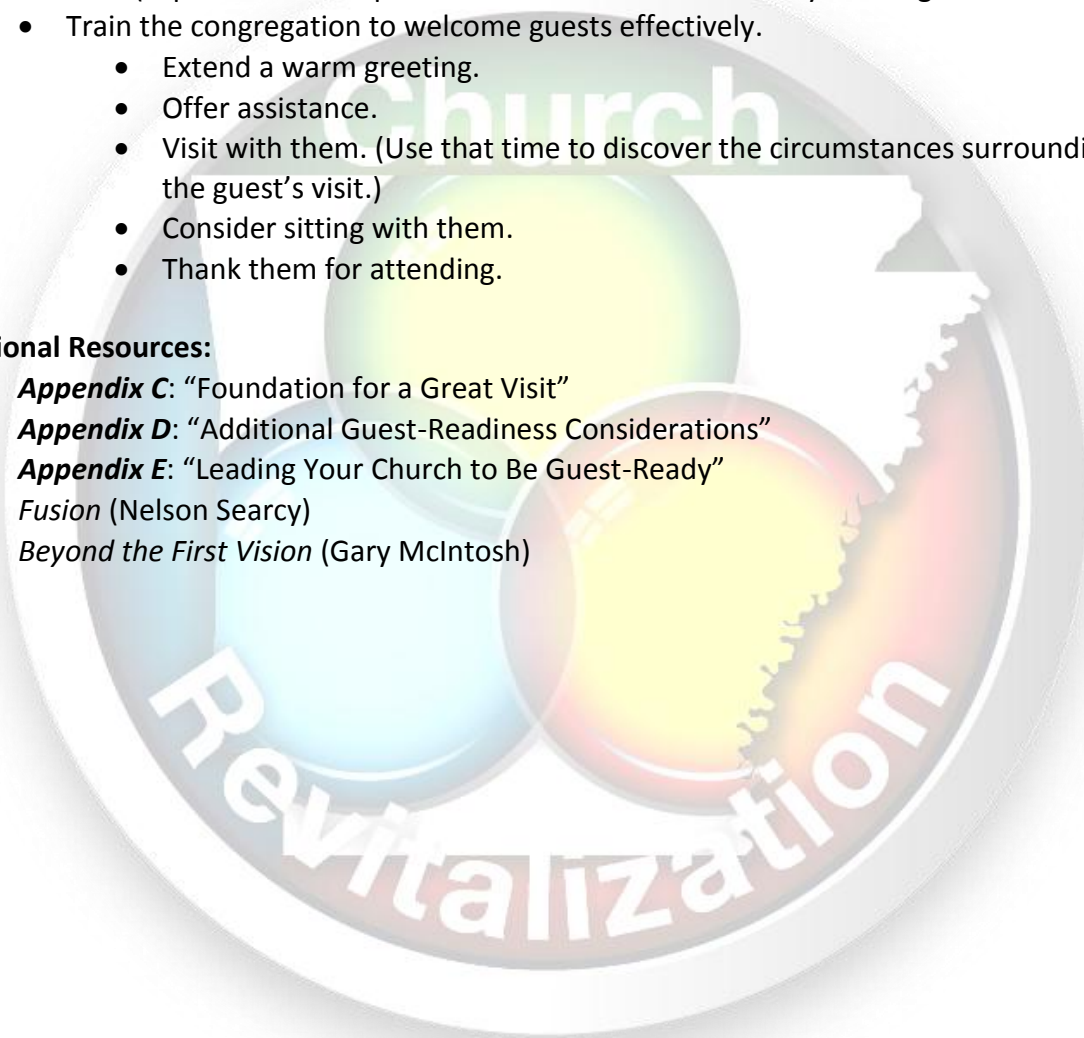 • Train the congregation to welcome guests effectively.
• Extend a warm greeting.
• Offer assistance.
• Visit with them. (Use that time to discover the circumstances
the guest's visit.)
• Consider sitting with them.
• Thank them for attending.
Resources:
Appendix C: “Foundation for a Great Visit”
Appendix D: “Additional Guest-Readiness Considerations”
Appendix E: “Leading Your Church to Be Guest-Ready”
Fusion (Nelson Searcy)
Beyond the First Vision (Gary McIntosh)
Church
Revitalization